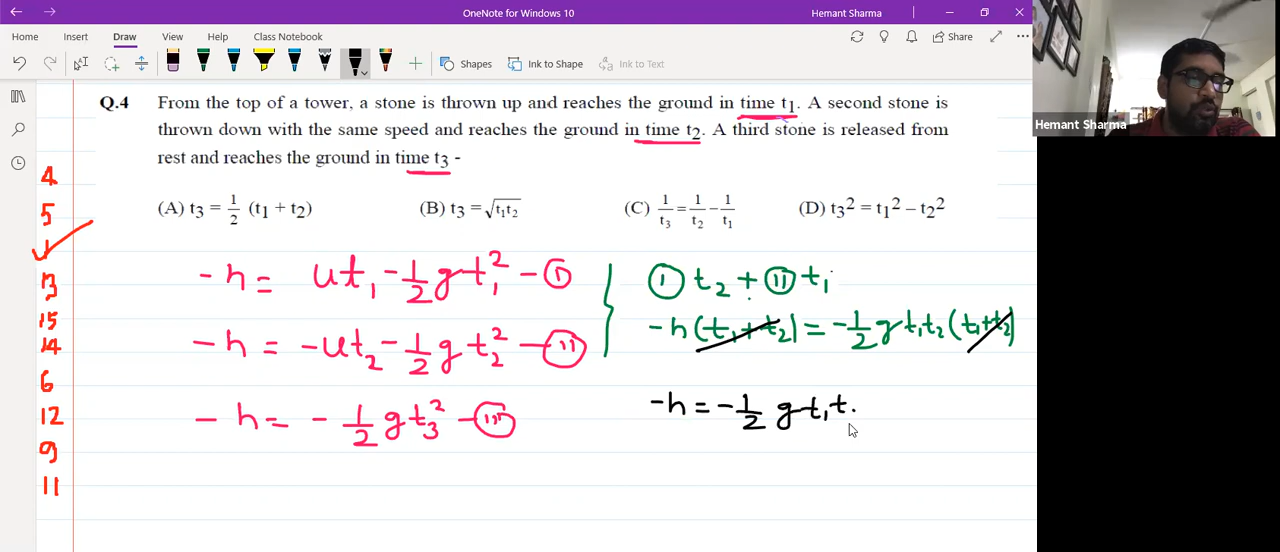 OneNote for Windows 10
Hemant Sharma
Home Insert Draw View Help Class Notebook
Share
Shapes Ink to Shape Ink to Text
Q.4 From the top of a tower, a stone is thrown up and reaches the ground in time t₁. A second stone is
thrown down with the same speed and reaches the ground in time t₂. A third stone is released from
rest and reaches the ground in time t₃ -
(A) t₃ = 1/2 (t₁ + t₂) (B) t₃ = √t₁t₂ (C) 1/t₃ = 1/t₂ − 1/t₁ (D) t₃² = t₁² − t₂²
4
5
1
3
15
14
6
12
9
11
-h = ut₁ - 1/2 gt₁² - (I)
-h = -ut₂ - 1/2 gt₂² - (II)
-h = - 1/2 gt₃² - (III)
(I) t₂ + (II) t₁
-h(t₁+t₂) = -1/2 gt₁t₂(t₁+t₂)
-h = -1/2 gt₁t
Hemant Sharma